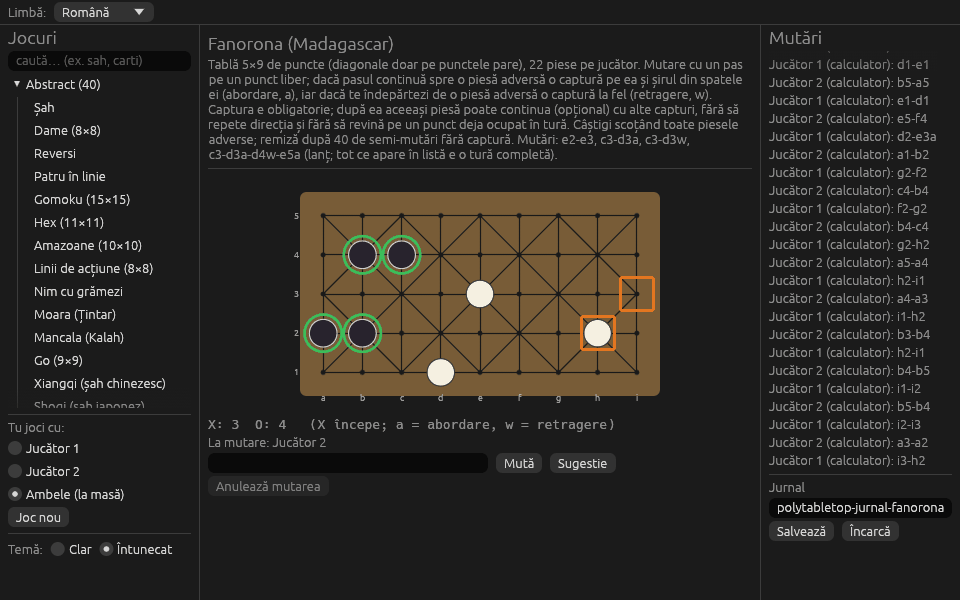 Limbă: Română
Jocuri
caută... (ex. sah, carti)
Abstract (40)
Șah
Dame (8×8)
Reversi
Patru în linie
Gomoku (15×15)
Hex (11×11)
Amazoane (10×10)
Linii de acțiune (8×8)
Nim cu grămezi
Moara (Țintar)
Mancala (Kalah)
Go (9×9)
Xiangqi (șah chinezesc)
Shogi (șah japonez)
Tu joci cu:
Jucător 1
Jucător 2
Ambele (la masă)
Joc nou
Temă: Clar Întunecat
Fanorona (Madagascar)
Tablă 5×9 de puncte (diagonale doar pe punctele pare), 22 piese pe jucător. Mutare cu un pas
pe un punct liber; dacă pasul continuă spre o piesă adversă o captură pe ea și șirul din spatele
ei (abordare, a), iar dacă te îndepărtezi de o piesă adversă o captură la fel (retragere, w).
Captura e obligatorie; după ea aceeași piesă poate continua (opțional) cu alte capturi, fără să
repete direcția și fără să revină pe un punct deja ocupat în tură. Câștigi scoțând toate piesele
adverse; remiză după 40 de semi-mutări fără captură. Mutări: e2-e3, c3-d3a, c3-d3w,
c3-d3a-d4w-e5a (lanț; tot ce apare în listă e o tură completă).
5
4
3
2
1
a b c d e f g h i
X: 3 O: 4 (X începe; a = abordare, w = retragere)
La mutare: Jucător 2
Mută Sugestie
Anulează mutarea
Mutări
Jucător 1 (calculator): d1-e1
Jucător 2 (calculator): b5-a5
Jucător 1 (calculator): e1-d1
Jucător 2 (calculator): e5-f4
Jucător 1 (calculator): d2-e3a
Jucător 2 (calculator): a1-b2
Jucător 1 (calculator): g2-f2
Jucător 2 (calculator): c4-b4
Jucător 1 (calculator): f2-g2
Jucător 2 (calculator): b4-c4
Jucător 1 (calculator): g2-h2
Jucător 2 (calculator): a5-a4
Jucător 1 (calculator): h2-i1
Jucător 2 (calculator): a4-a3
Jucător 1 (calculator): i1-h2
Jucător 2 (calculator): b3-b4
Jucător 1 (calculator): h2-i1
Jucător 2 (calculator): b4-b5
Jucător 1 (calculator): i1-i2
Jucător 2 (calculator): b5-b4
Jucător 1 (calculator): i2-i3
Jucător 2 (calculator): a3-a2
Jucător 1 (calculator): i3-h2
Jurnal
polytabletop-jurnal-fanorona
Salvează Încarcă